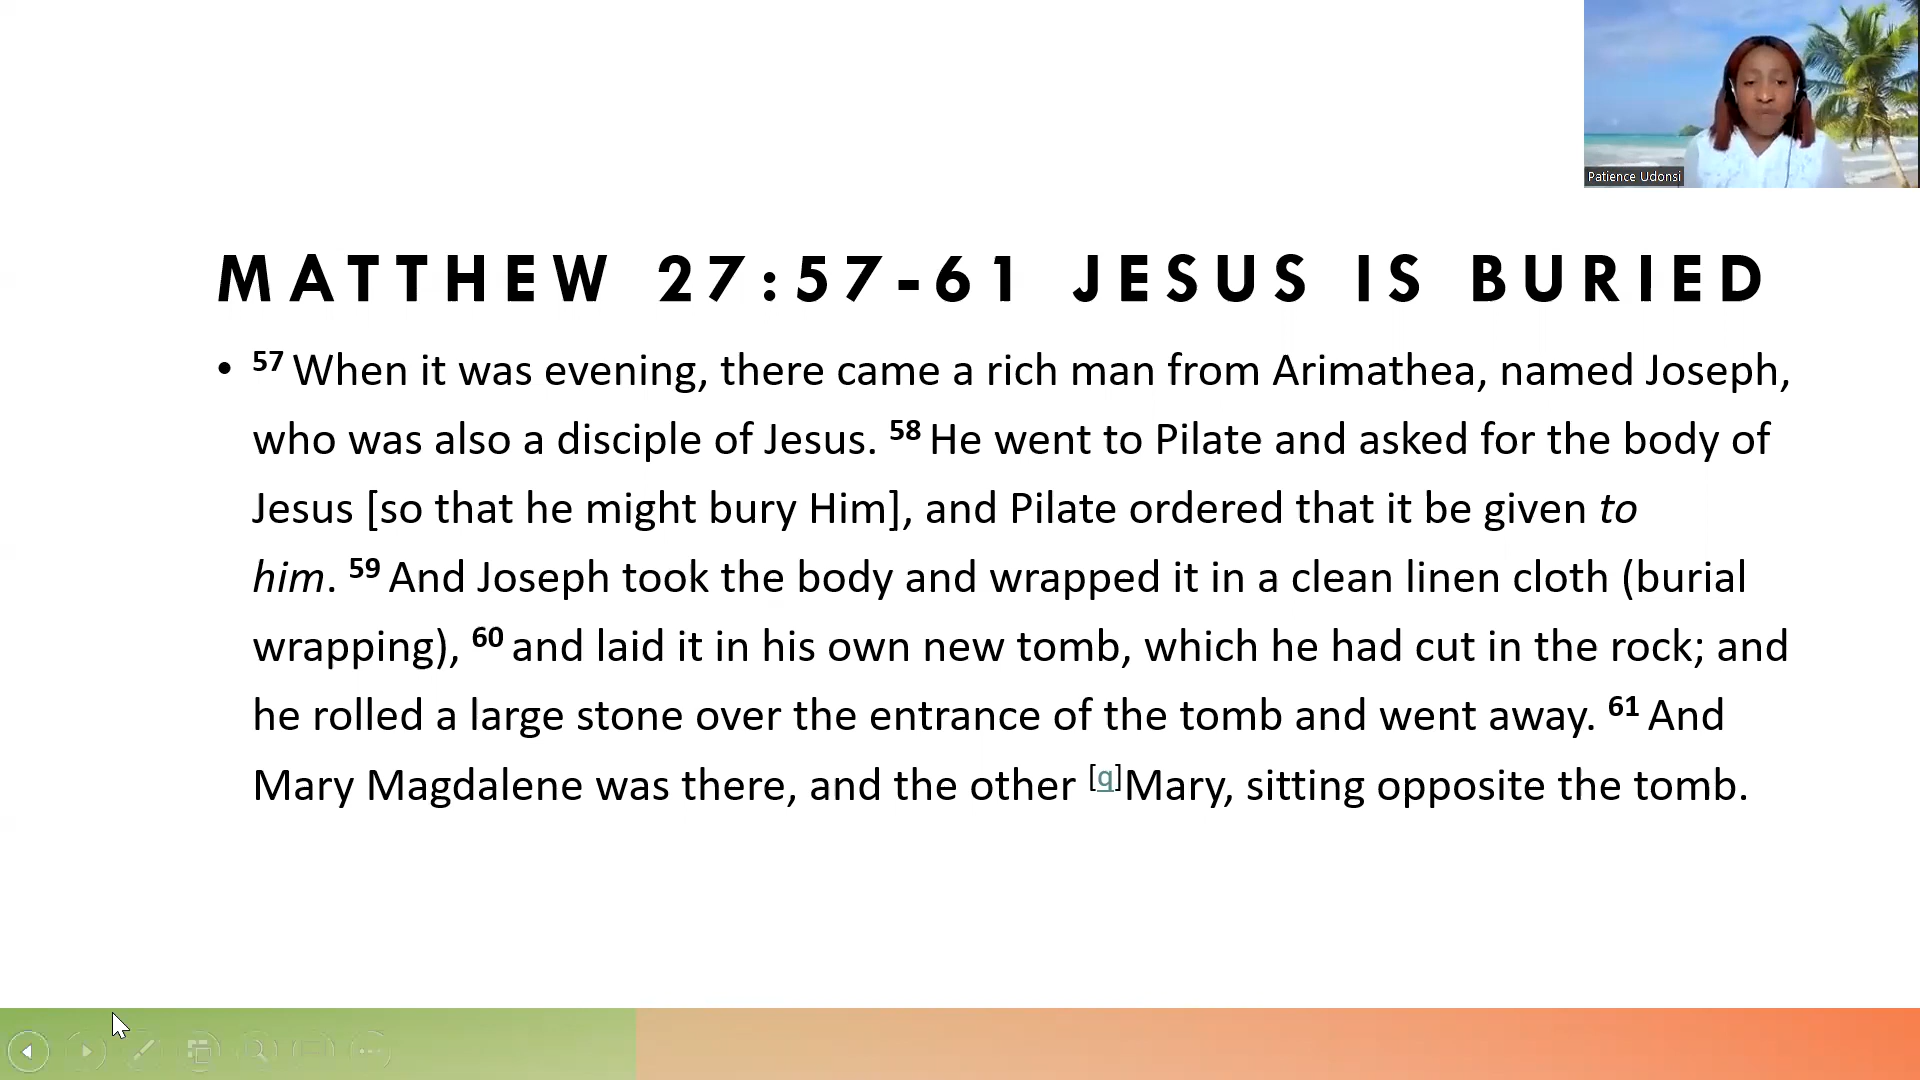 Patience Udonsi
MATTHEW 27:57-61 JESUS IS BURIED
• 57 When it was evening, there came a rich man from Arimathea, named Joseph,
who was also a disciple of Jesus. 58 He went to Pilate and asked for the body of
Jesus [so that he might bury Him], and Pilate ordered that it be given to
him. 59 And Joseph took the body and wrapped it in a clean linen cloth (burial
wrapping), 60 and laid it in his own new tomb, which he had cut in the rock; and
he rolled a large stone over the entrance of the tomb and went away. 61 And
Mary Magdalene was there, and the other [q]Mary, sitting opposite the tomb.